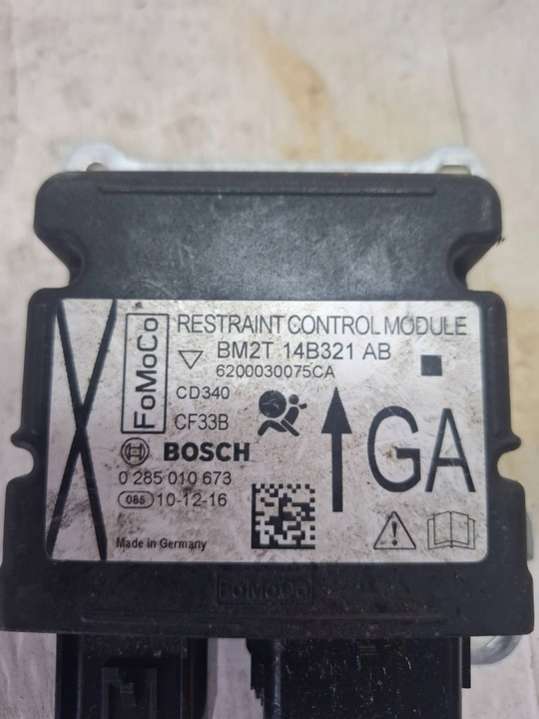 FoMoCo
RESTRAINT CONTROL MODULE
BM2T 14B321 AB
6200030075CA
CD340
CF33B
GA
BOSCH
0 285 010 673
085 10-12-16
Made in Germany
FoMoCo